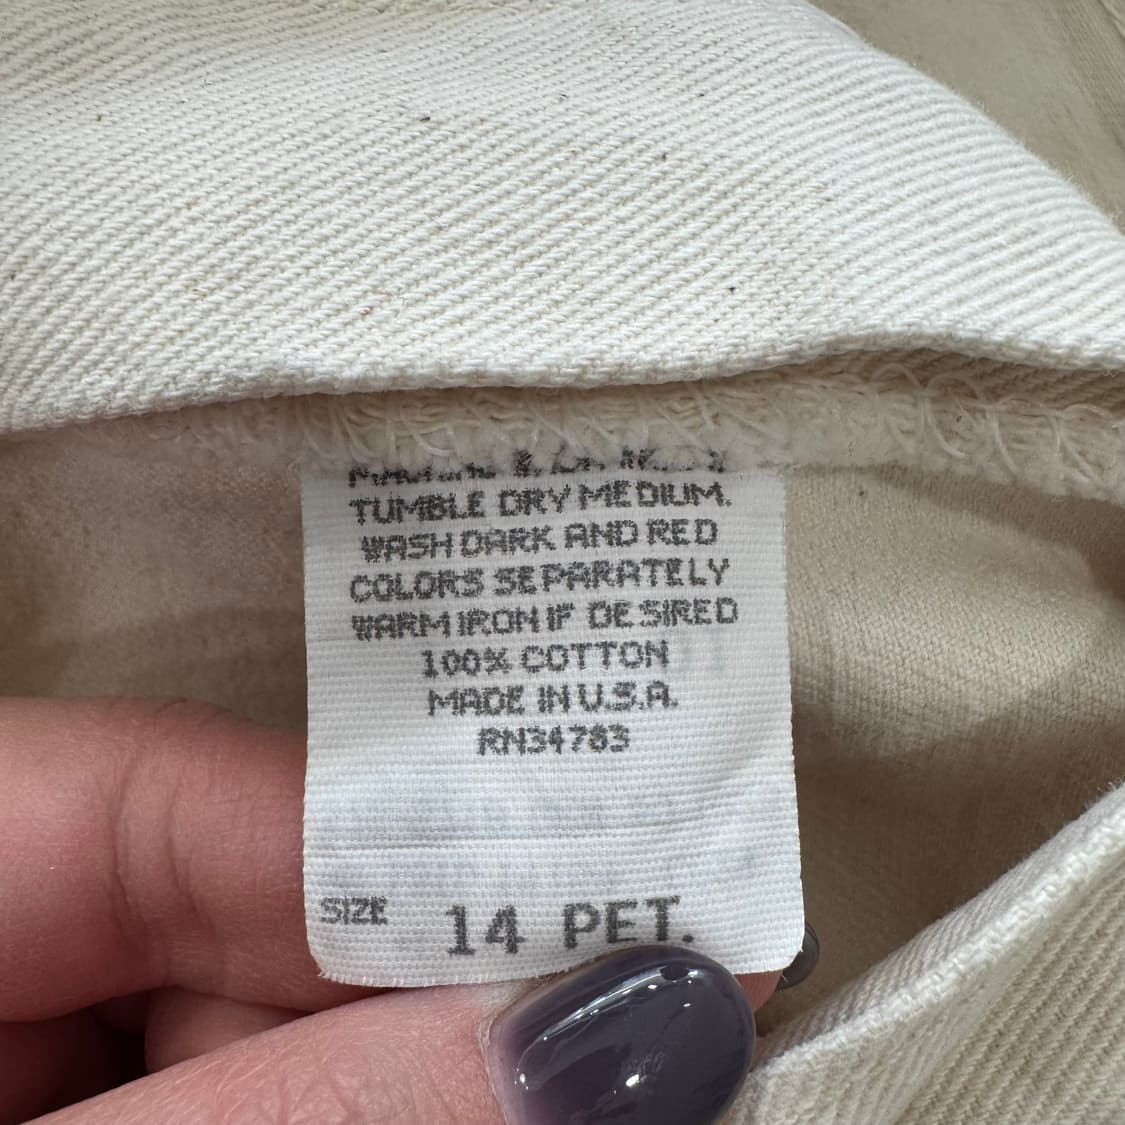 TUMBLE DRY MEDIUM.
WASH DARK AND RED
COLORS SEPARATELY
WARM IRON IF DESIRED
100% COTTON
MADE IN U.S.A.
RN34783
SIZE 14 PET.